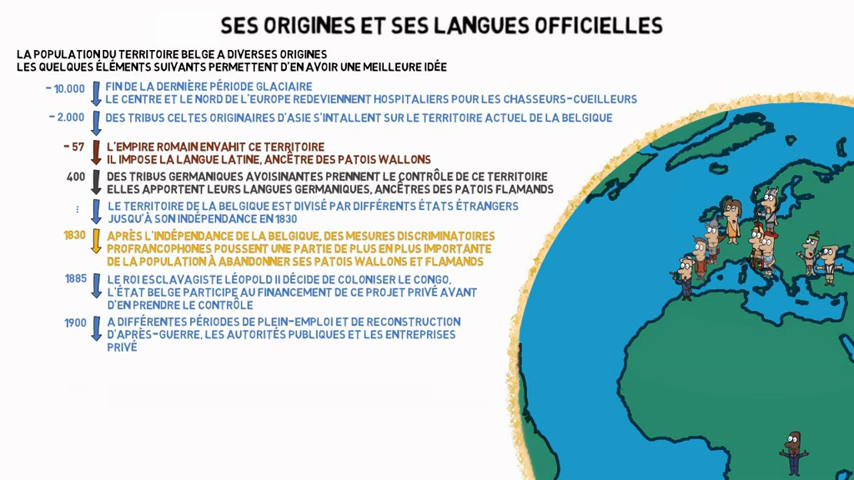 SES ORIGINES ET SES LANGUES OFFICIELLES
LA POPULATION DU TERRITOIRE BELGE A DIVERSES ORIGINES
LES QUELQUES ÉLÉMENTS SUIVANTS PERMETTENT D'EN AVOIR UNE MEILLEURE IDÉE
- 10.000 FIN DE LA DERNIÈRE PÉRIODE GLACIAIRE
LE CENTRE ET LE NORD DE L'EUROPE REDEVIENNENT HOSPITALIERS POUR LES CHASSEURS-CUEILLEURS
- 2.000 DES TRIBUS CELTES ORIGINAIRES D'ASIE S'INTALLENT SUR LE TERRITOIRE ACTUEL DE LA BELGIQUE
- 57 L'EMPIRE ROMAIN ENVAHIT CE TERRITOIRE
IL IMPOSE LA LANGUE LATINE, ANCÊTRE DES PATOIS WALLONS
400 DES TRIBUS GERMANIQUES AVOISINANTES PRENNENT LE CONTRÔLE DE CE TERRITOIRE
ELLES APPORTENT LEURS LANGUES GERMANIQUES, ANCÊTRES DES PATOIS FLAMANDS
⋮ LE TERRITOIRE DE LA BELGIQUE EST DIVISÉ PAR DIFFÉRENTS ÉTATS ÉTRANGERS
JUSQU'À SON INDÉPENDANCE EN 1830
1830 APRÈS L'INDÉPENDANCE DE LA BELGIQUE, DES MESURES DISCRIMINATOIRES
PROFRANCOPHONES POUSSENT UNE PARTIE DE PLUS EN PLUS IMPORTANTE
DE LA POPULATION À ABANDONNER SES PATOIS WALLONS ET FLAMANDS
1885 LE ROI ESCLAVAGISTE LÉOPOLD II DÉCIDE DE COLONISER LE CONGO,
L'ÉTAT BELGE PARTICIPE AU FINANCEMENT DE CE PROJET PRIVÉ AVANT
D'EN PRENDRE LE CONTRÔLE
1900 A DIFFÉRENTES PÉRIODES DE PLEIN-EMPLOI ET DE RECONSTRUCTION
D'APRÈS-GUERRE, LES AUTORITÉS PUBLIQUES ET LES ENTREPRISES
PRIVÉ